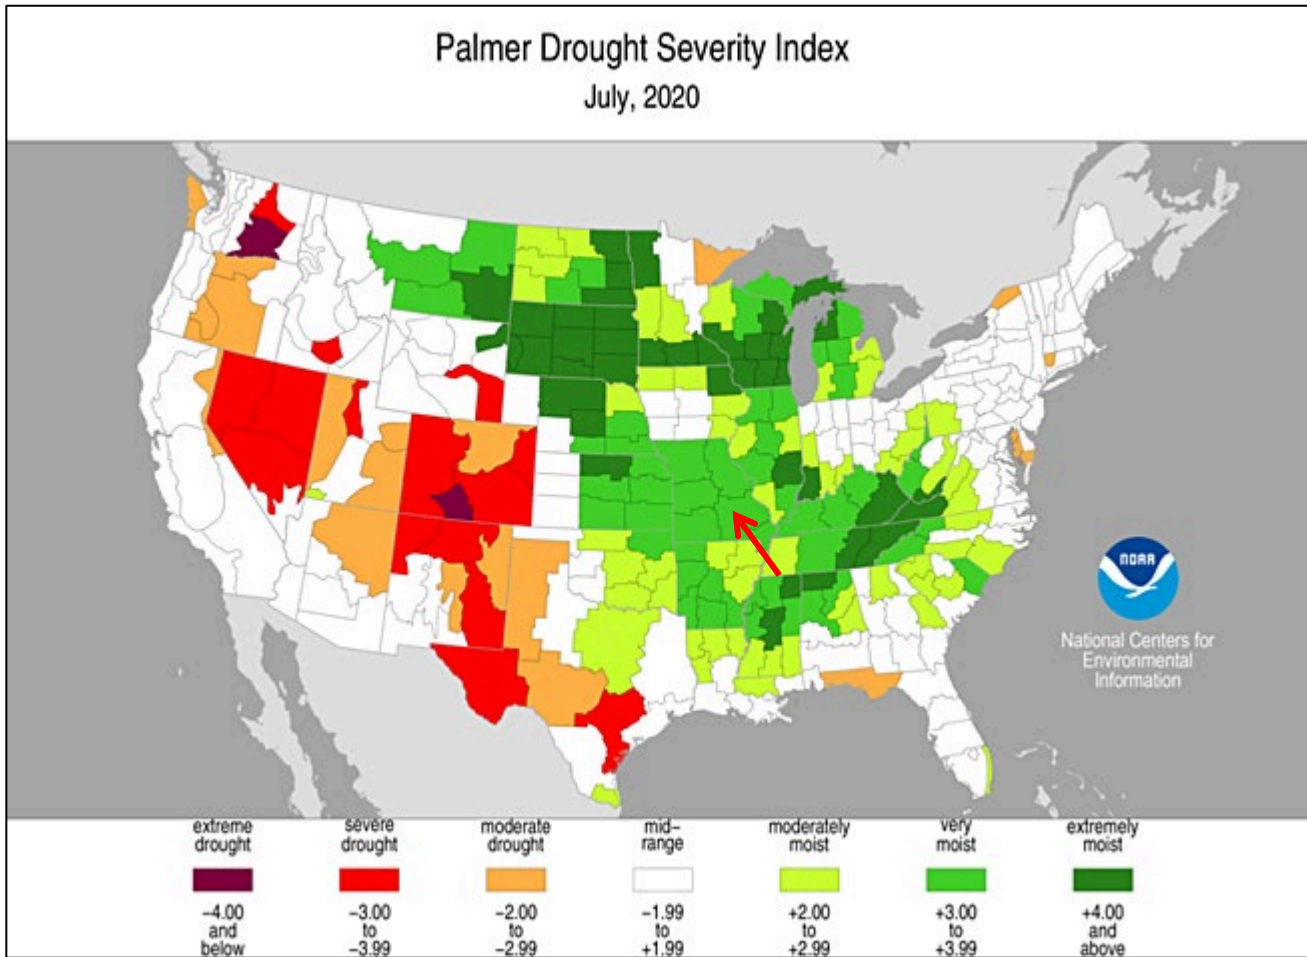 Palmer Drought Severity Index
July, 2020
NOAA
National Centers for
Environmental
Information
extreme
drought
severe
drought
moderate
drought
mid–
range
moderately
moist
very
moist
extremely
moist
−4.00
and
below
−3.00
to
−3.99
−2.00
to
−2.99
−1.99
to
+1.99
+2.00
to
+2.99
+3.00
to
+3.99
+4.00
and
above